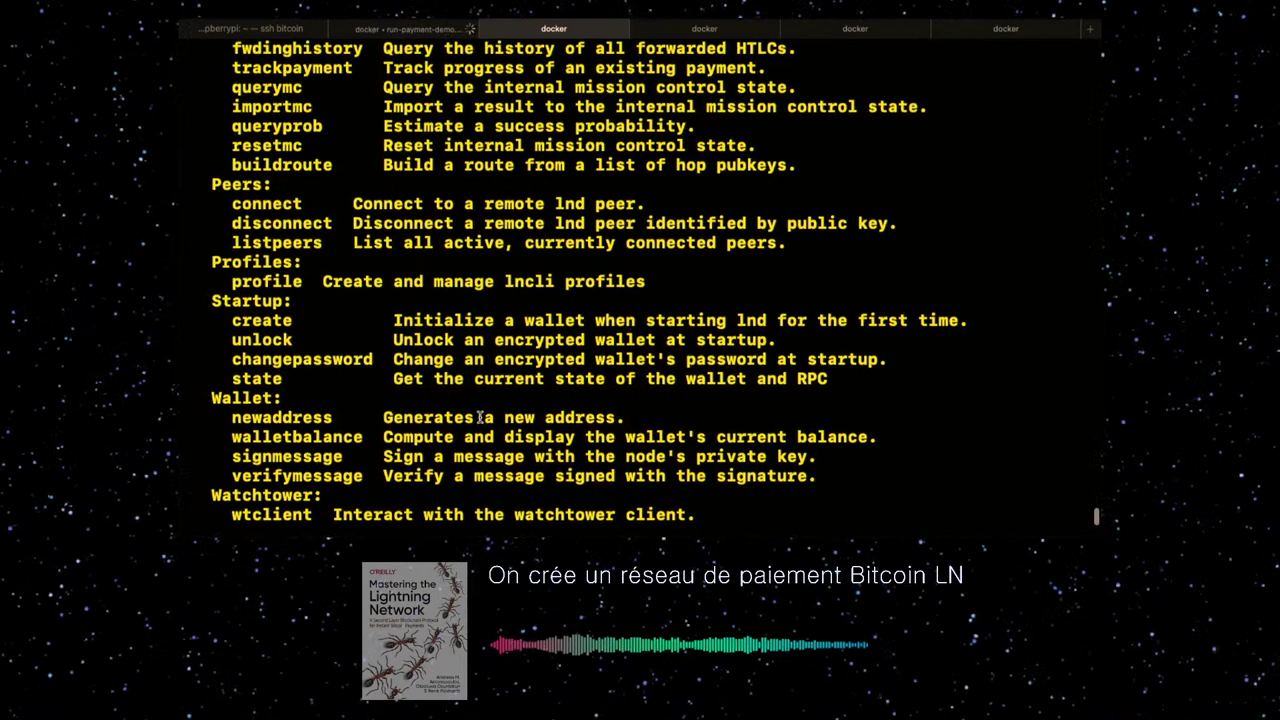 ...pberrypi: ~ — ssh bitcoin
docker • run-payment-demo....
docker
docker
docker
docker
+
fwdinghistory Query the history of all forwarded HTLCs.
trackpayment Track progress of an existing payment.
querymc Query the internal mission control state.
importmc Import a result to the internal mission control state.
queryprob Estimate a success probability.
resetmc Reset internal mission control state.
buildroute Build a route from a list of hop pubkeys.
Peers:
connect Connect to a remote lnd peer.
disconnect Disconnect a remote lnd peer identified by public key.
listpeers List all active, currently connected peers.
Profiles:
profile Create and manage lncli profiles
Startup:
create Initialize a wallet when starting lnd for the first time.
unlock Unlock an encrypted wallet at startup.
changepassword Change an encrypted wallet's password at startup.
state Get the current state of the wallet and RPC
Wallet:
newaddress Generates a new address.
walletbalance Compute and display the wallet's current balance.
signmessage Sign a message with the node's private key.
verifymessage Verify a message signed with the signature.
Watchtower:
wtclient Interact with the watchtower client.
On crée un réseau de paiement Bitcoin LN
O'REILLY
Mastering the
Lightning
Network